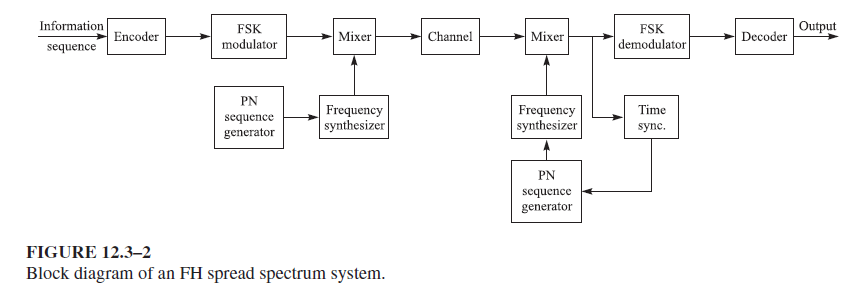 Information
sequence
Encoder
FSK
modulator
Mixer
Channel
Mixer
FSK
demodulator
Decoder
Output
PN
sequence
generator
Frequency
synthesizer
Frequency
synthesizer
Time
sync.
PN
sequence
generator
FIGURE 12.3–2
Block diagram of an FH spread spectrum system.